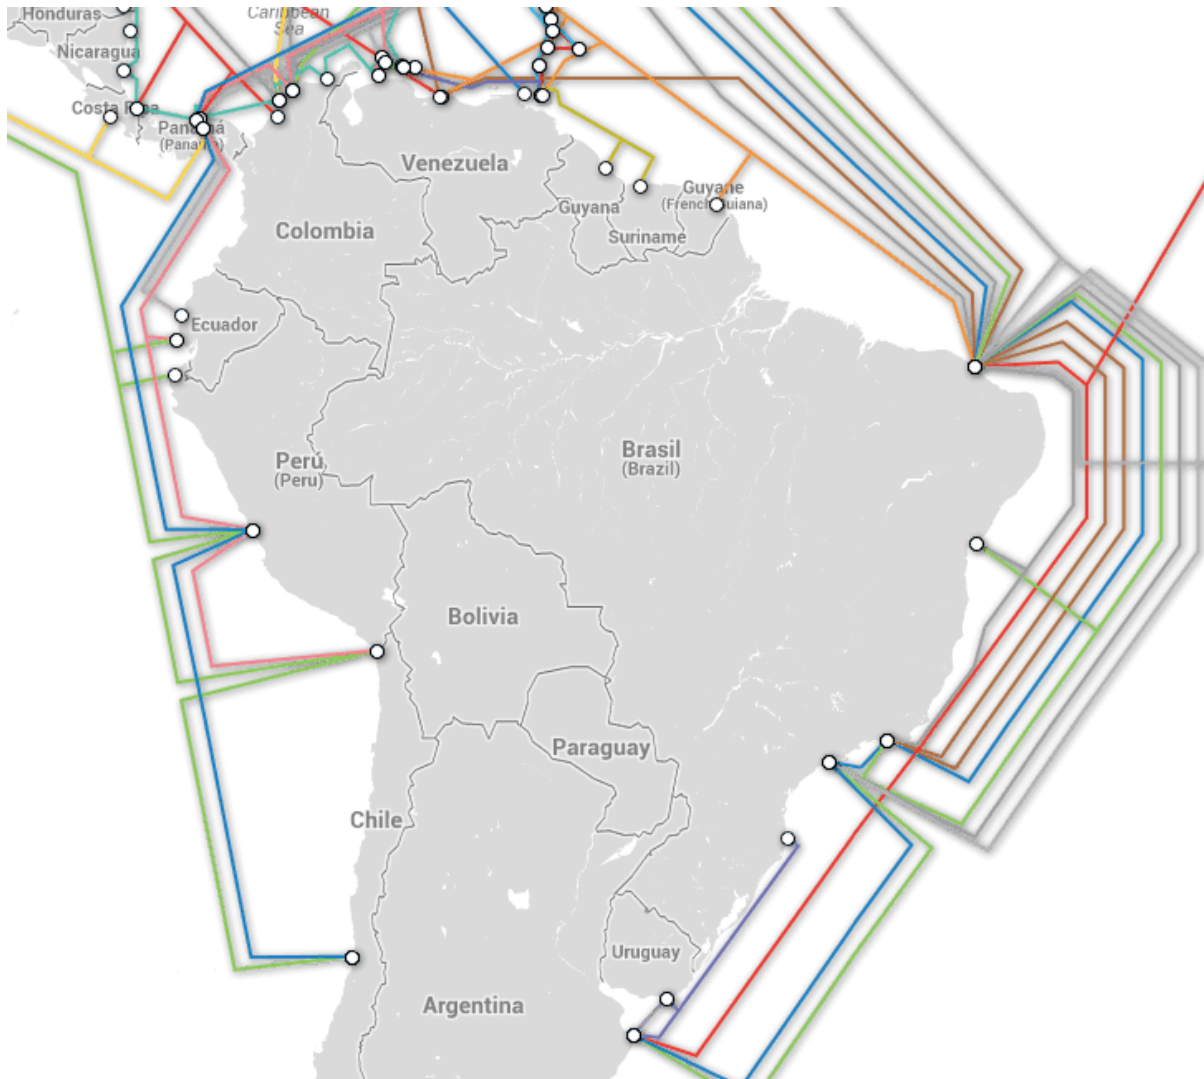 Honduras
Caribbean
Sea
Nicaragua
Costa Rica
Panamá
(Panama)
Venezuela
Guyana
Guyane
(French Guiana)
Suriname
Colombia
Ecuador
Perú
(Peru)
Brasil
(Brazil)
Bolivia
Paraguay
Chile
Uruguay
Argentina